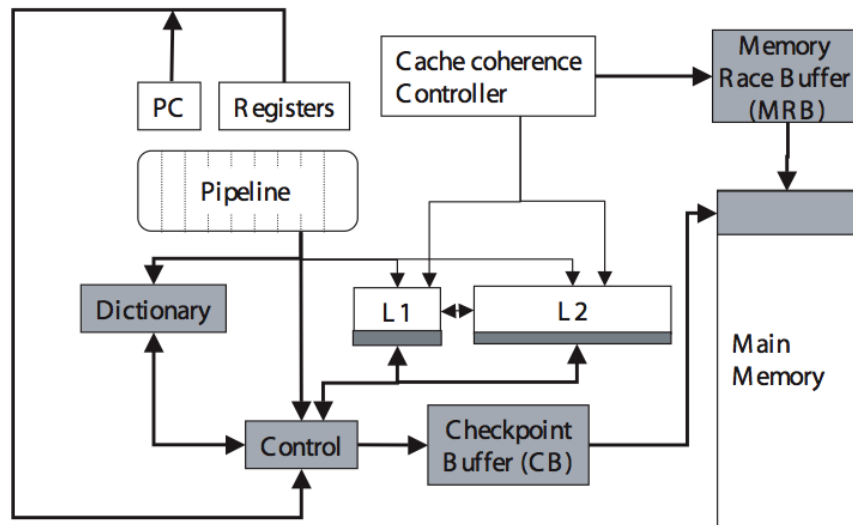 Cache coherence
Controller
Memory
Race Buffer
(MRB)
PC
Registers
Pipeline
Dictionary
L1
L2
Main
Memory
Control
Checkpoint
Buffer (CB)